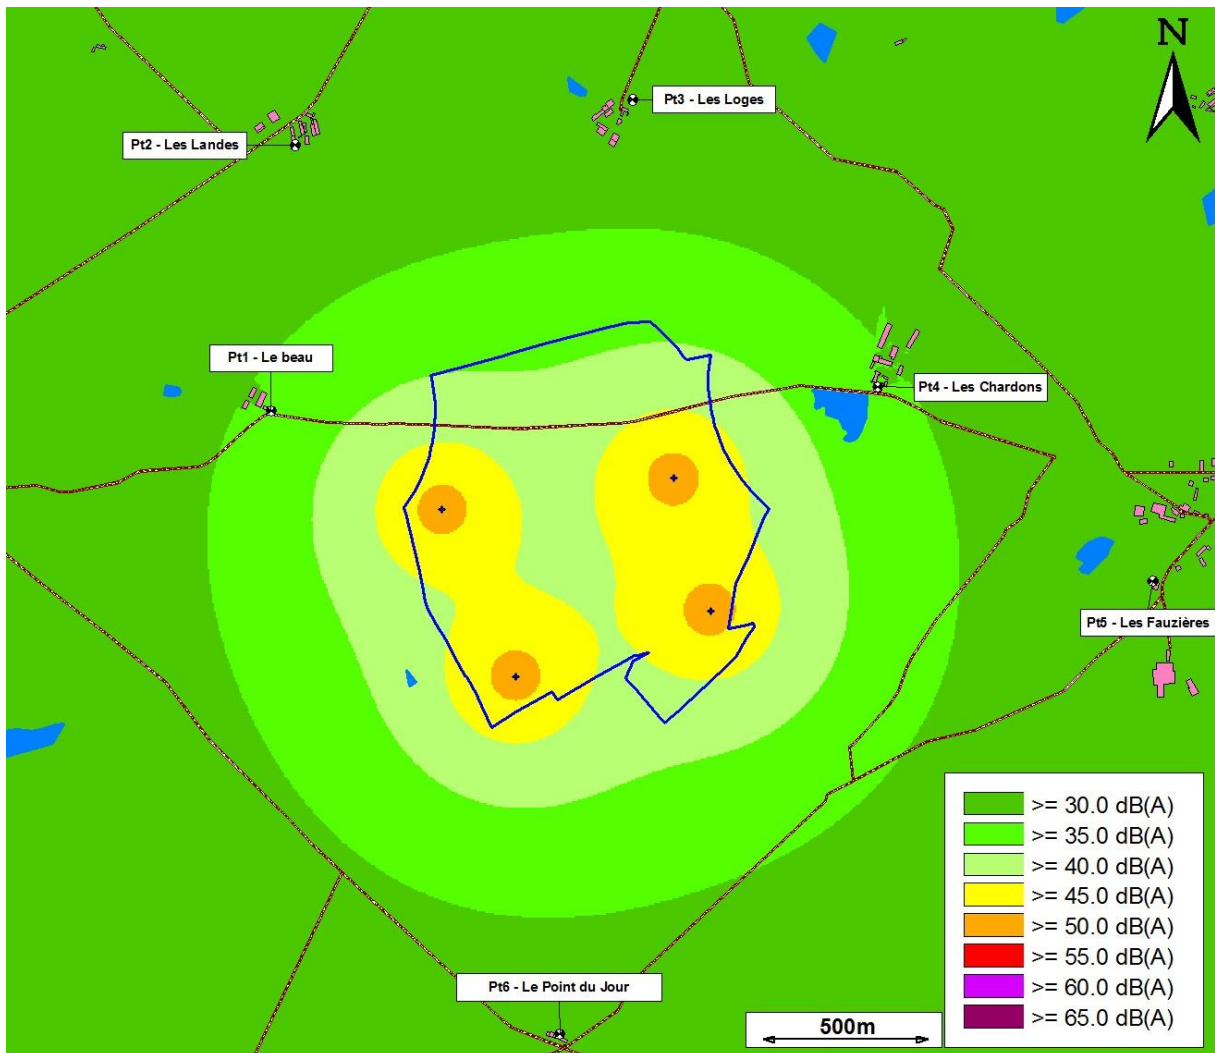 N
Pt3 - Les Loges
Pt2 - Les Landes
Pt1 - Le beau
Pt4 - Les Chardons
Pt5 - Les Fauzières
Pt6 - Le Point du Jour
>= 30.0 dB(A)
>= 35.0 dB(A)
>= 40.0 dB(A)
>= 45.0 dB(A)
>= 50.0 dB(A)
>= 55.0 dB(A)
>= 60.0 dB(A)
>= 65.0 dB(A)
500m